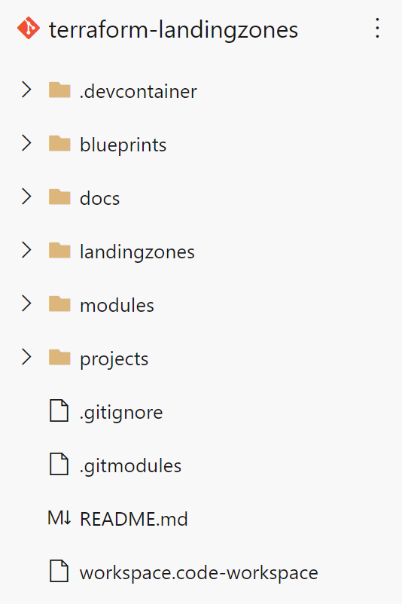 terraform-landingzones
.devcontainer
blueprints
docs
landingzones
modules
projects
.gitignore
.gitmodules
M↓ README.md
workspace.code-workspace